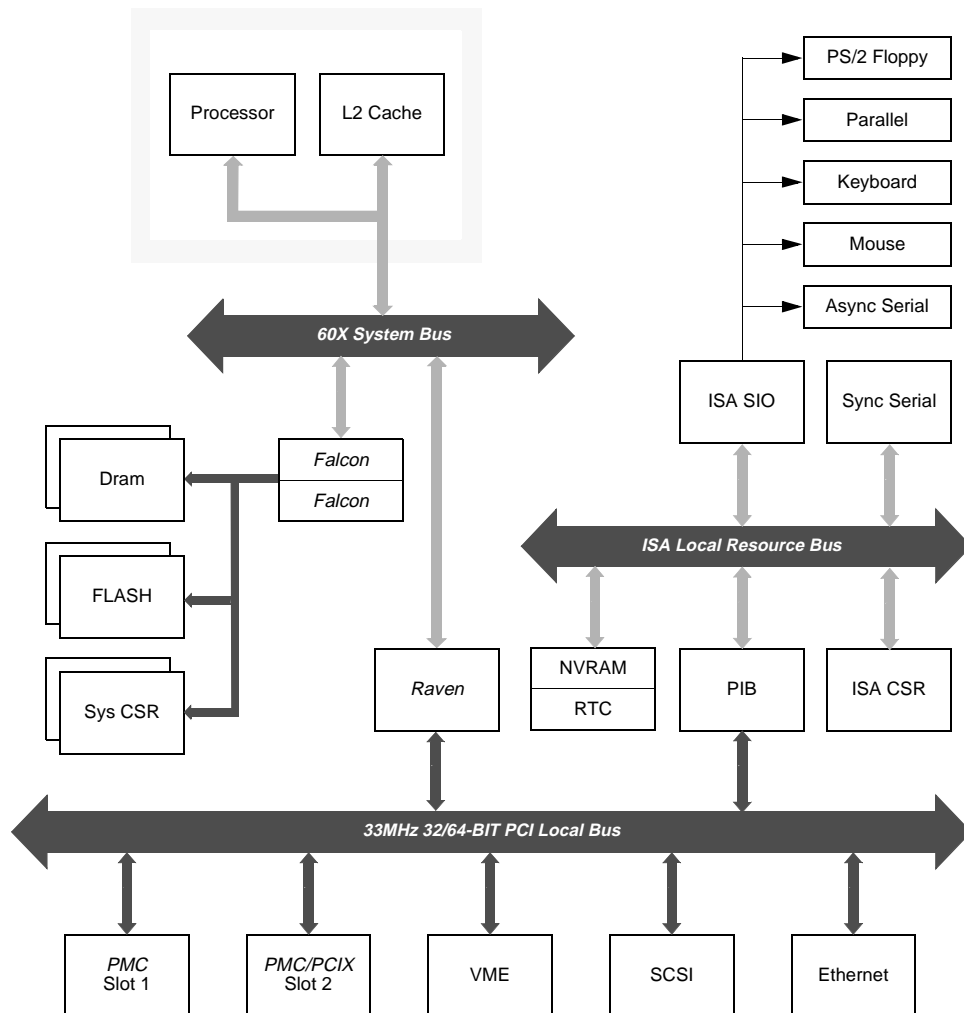 PS/2 Floppy
Processor
L2 Cache
Parallel
Keyboard
Mouse
Async Serial
60X System Bus
ISA SIO
Sync Serial
Falcon
Falcon
Dram
ISA Local Resource Bus
FLASH
NVRAM
RTC
Raven
PIB
ISA CSR
Sys CSR
33MHz 32/64-BIT PCI Local Bus
PMC
Slot 1
PMC/PCIX
Slot 2
VME
SCSI
Ethernet